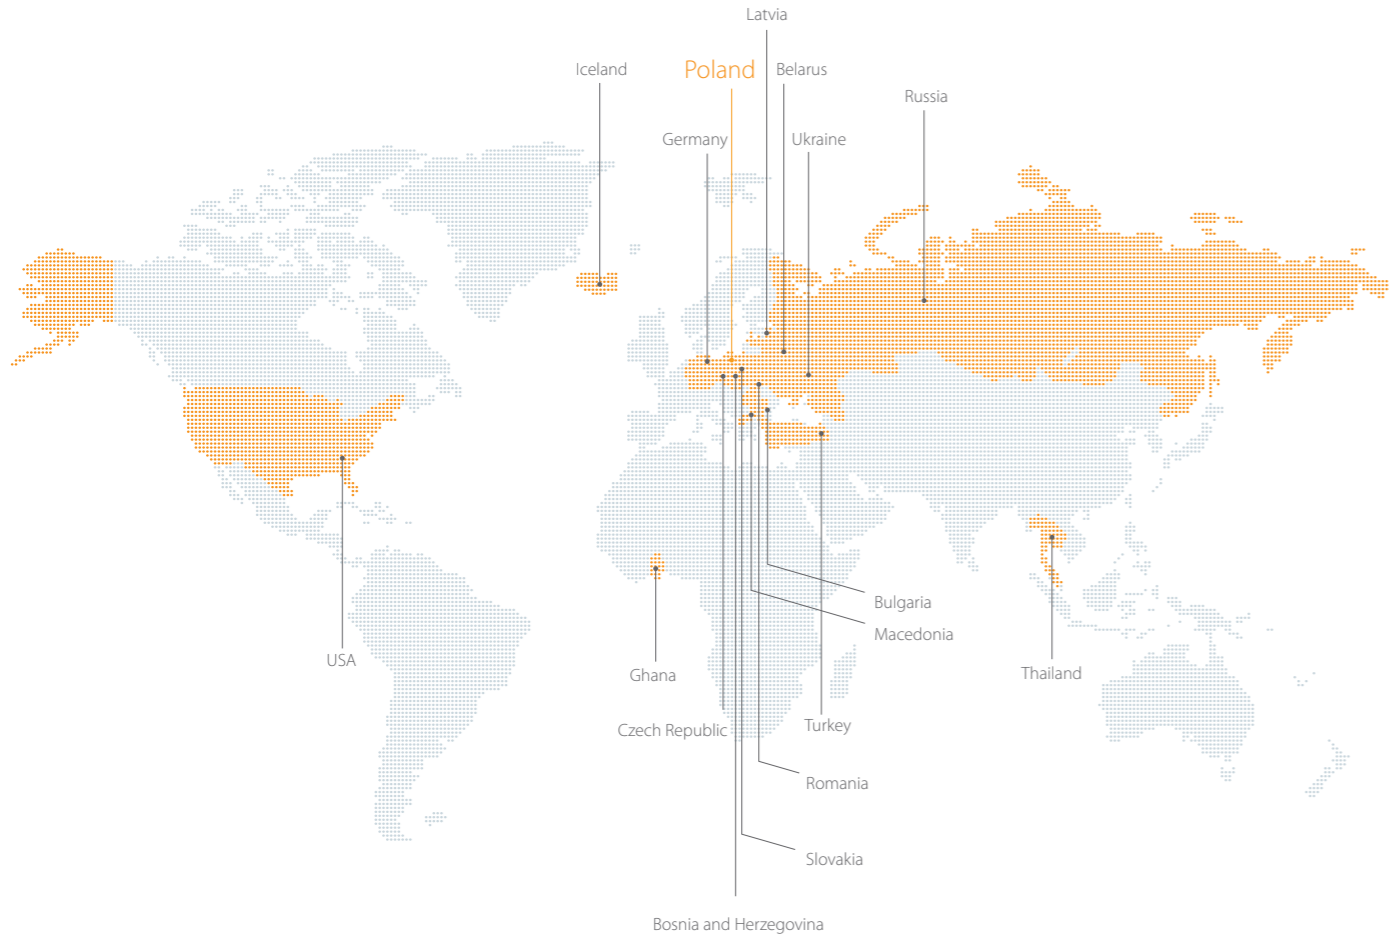 Latvia
Iceland
Poland
Belarus
Russia
Germany
Ukraine
Bulgaria
Macedonia
USA
Ghana
Thailand
Czech Republic
Turkey
Romania
Slovakia
Bosnia and Herzegovina